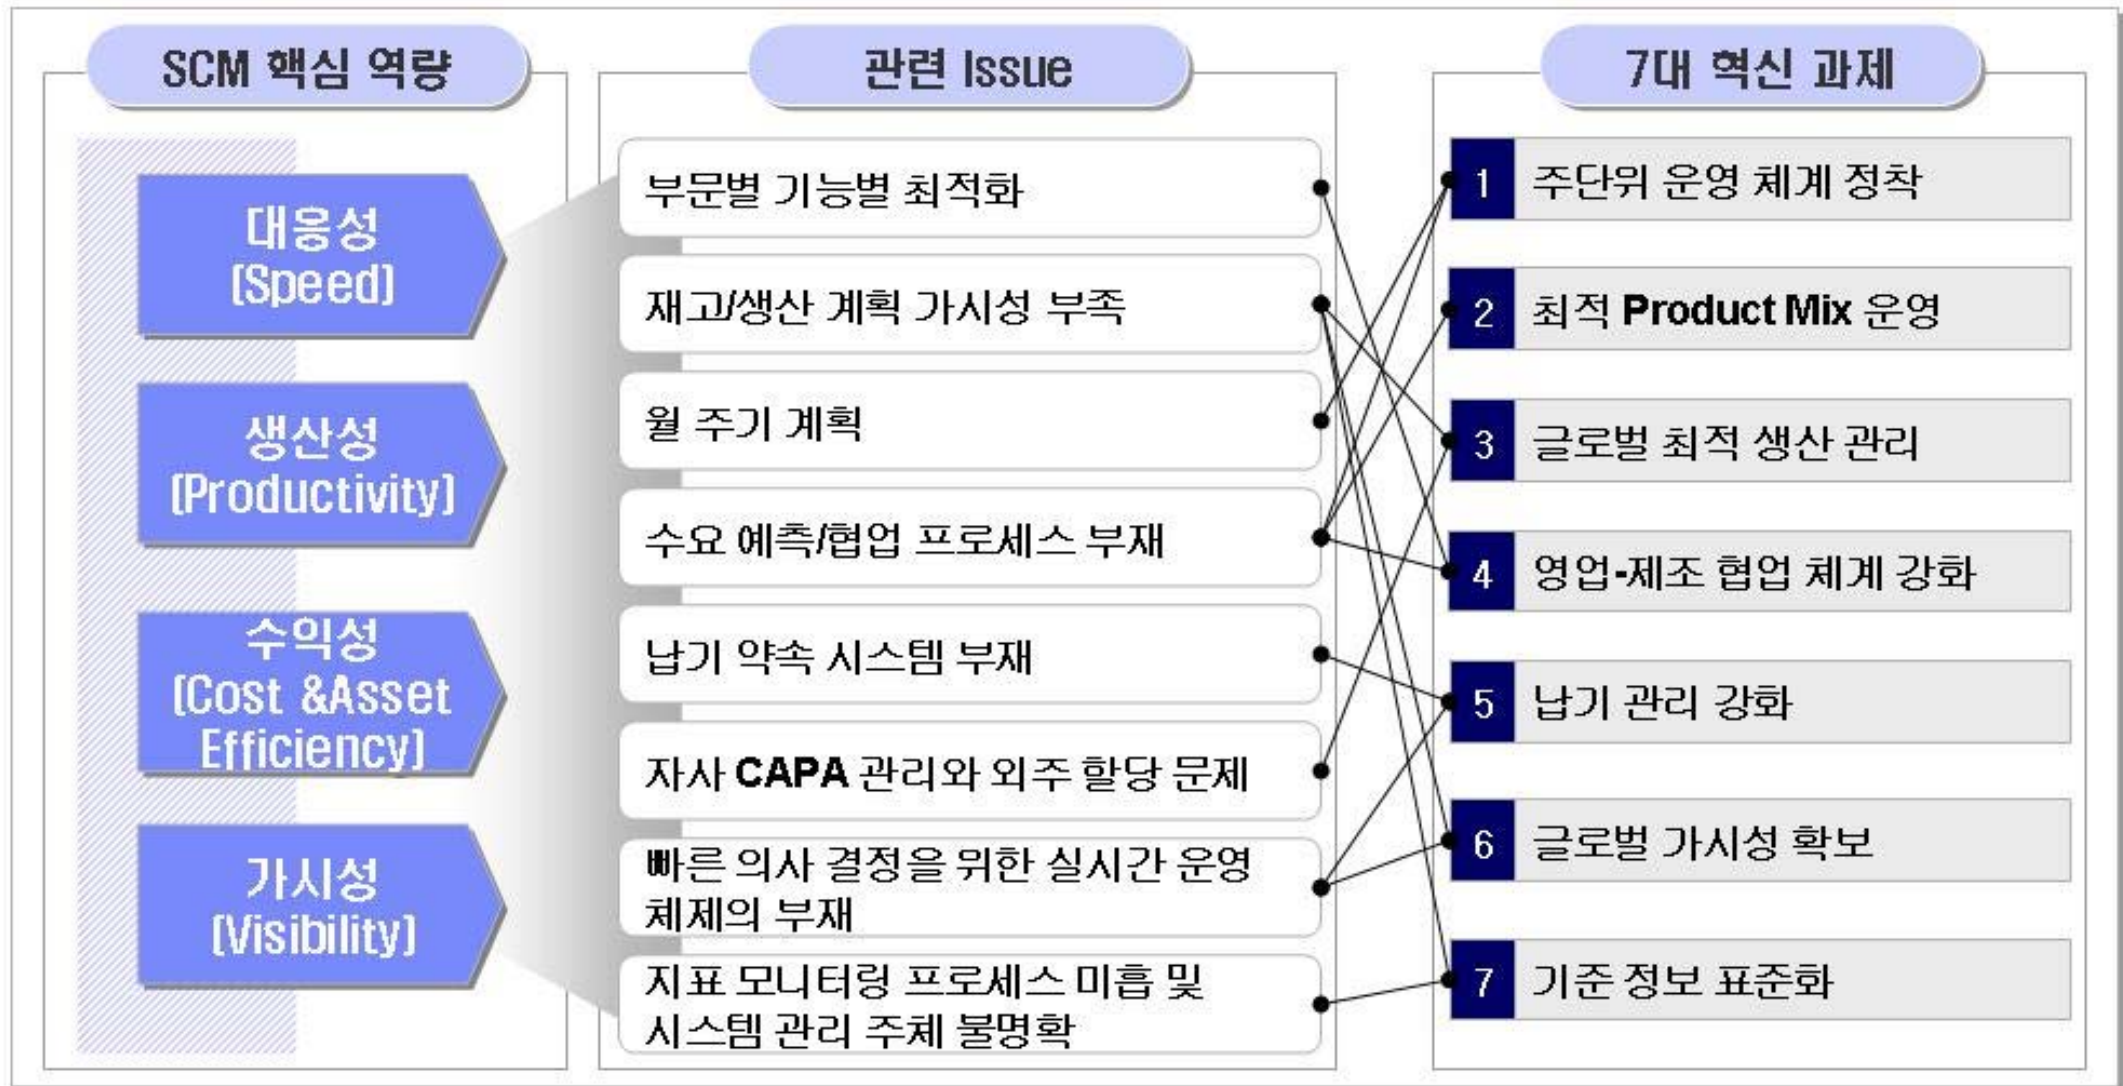 SCM 핵심 역량
대응성
(Speed)
생산성
(Productivity)
수익성
(Cost &Asset
Efficiency)
가시성
(Visibility)
관련 Issue
부문별 기능별 최적화
재고/생산 계획 가시성 부족
월 주기 계획
수요 예측/협업 프로세스 부재
납기 약속 시스템 부재
자사 CAPA 관리와 외주 할당 문제
빠른 의사 결정을 위한 실시간 운영
체제의 부재
지표 모니터링 프로세스 미흡 및
시스템 관리 주체 불명확
7대 혁신 과제
1 주단위 운영 체계 정착
2 최적 Product Mix 운영
3 글로벌 최적 생산 관리
4 영업-제조 협업 체계 강화
5 납기 관리 강화
6 글로벌 가시성 확보
7 기준 정보 표준화